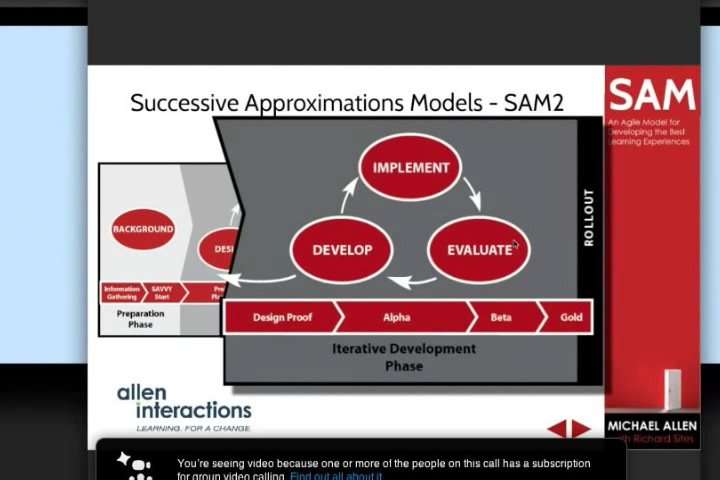 Successive Approximations Models - SAM2
SAM
An Agile Model for
Developing the Best
Learning Experiences
IMPLEMENT
BACKGROUND
DEVELOP
EVALUATE
ROLLOUT
Information
Gathering
SAVVY
Start
Design Proof
Alpha
Beta
Gold
Preparation
Phase
Iterative Development
Phase
allen
interactions
LEARNING. FOR A CHANGE.
MICHAEL ALLEN
with Richard Sites
You're seeing video because one or more of the people on this call has a subscription
for group video calling. Find out all about it